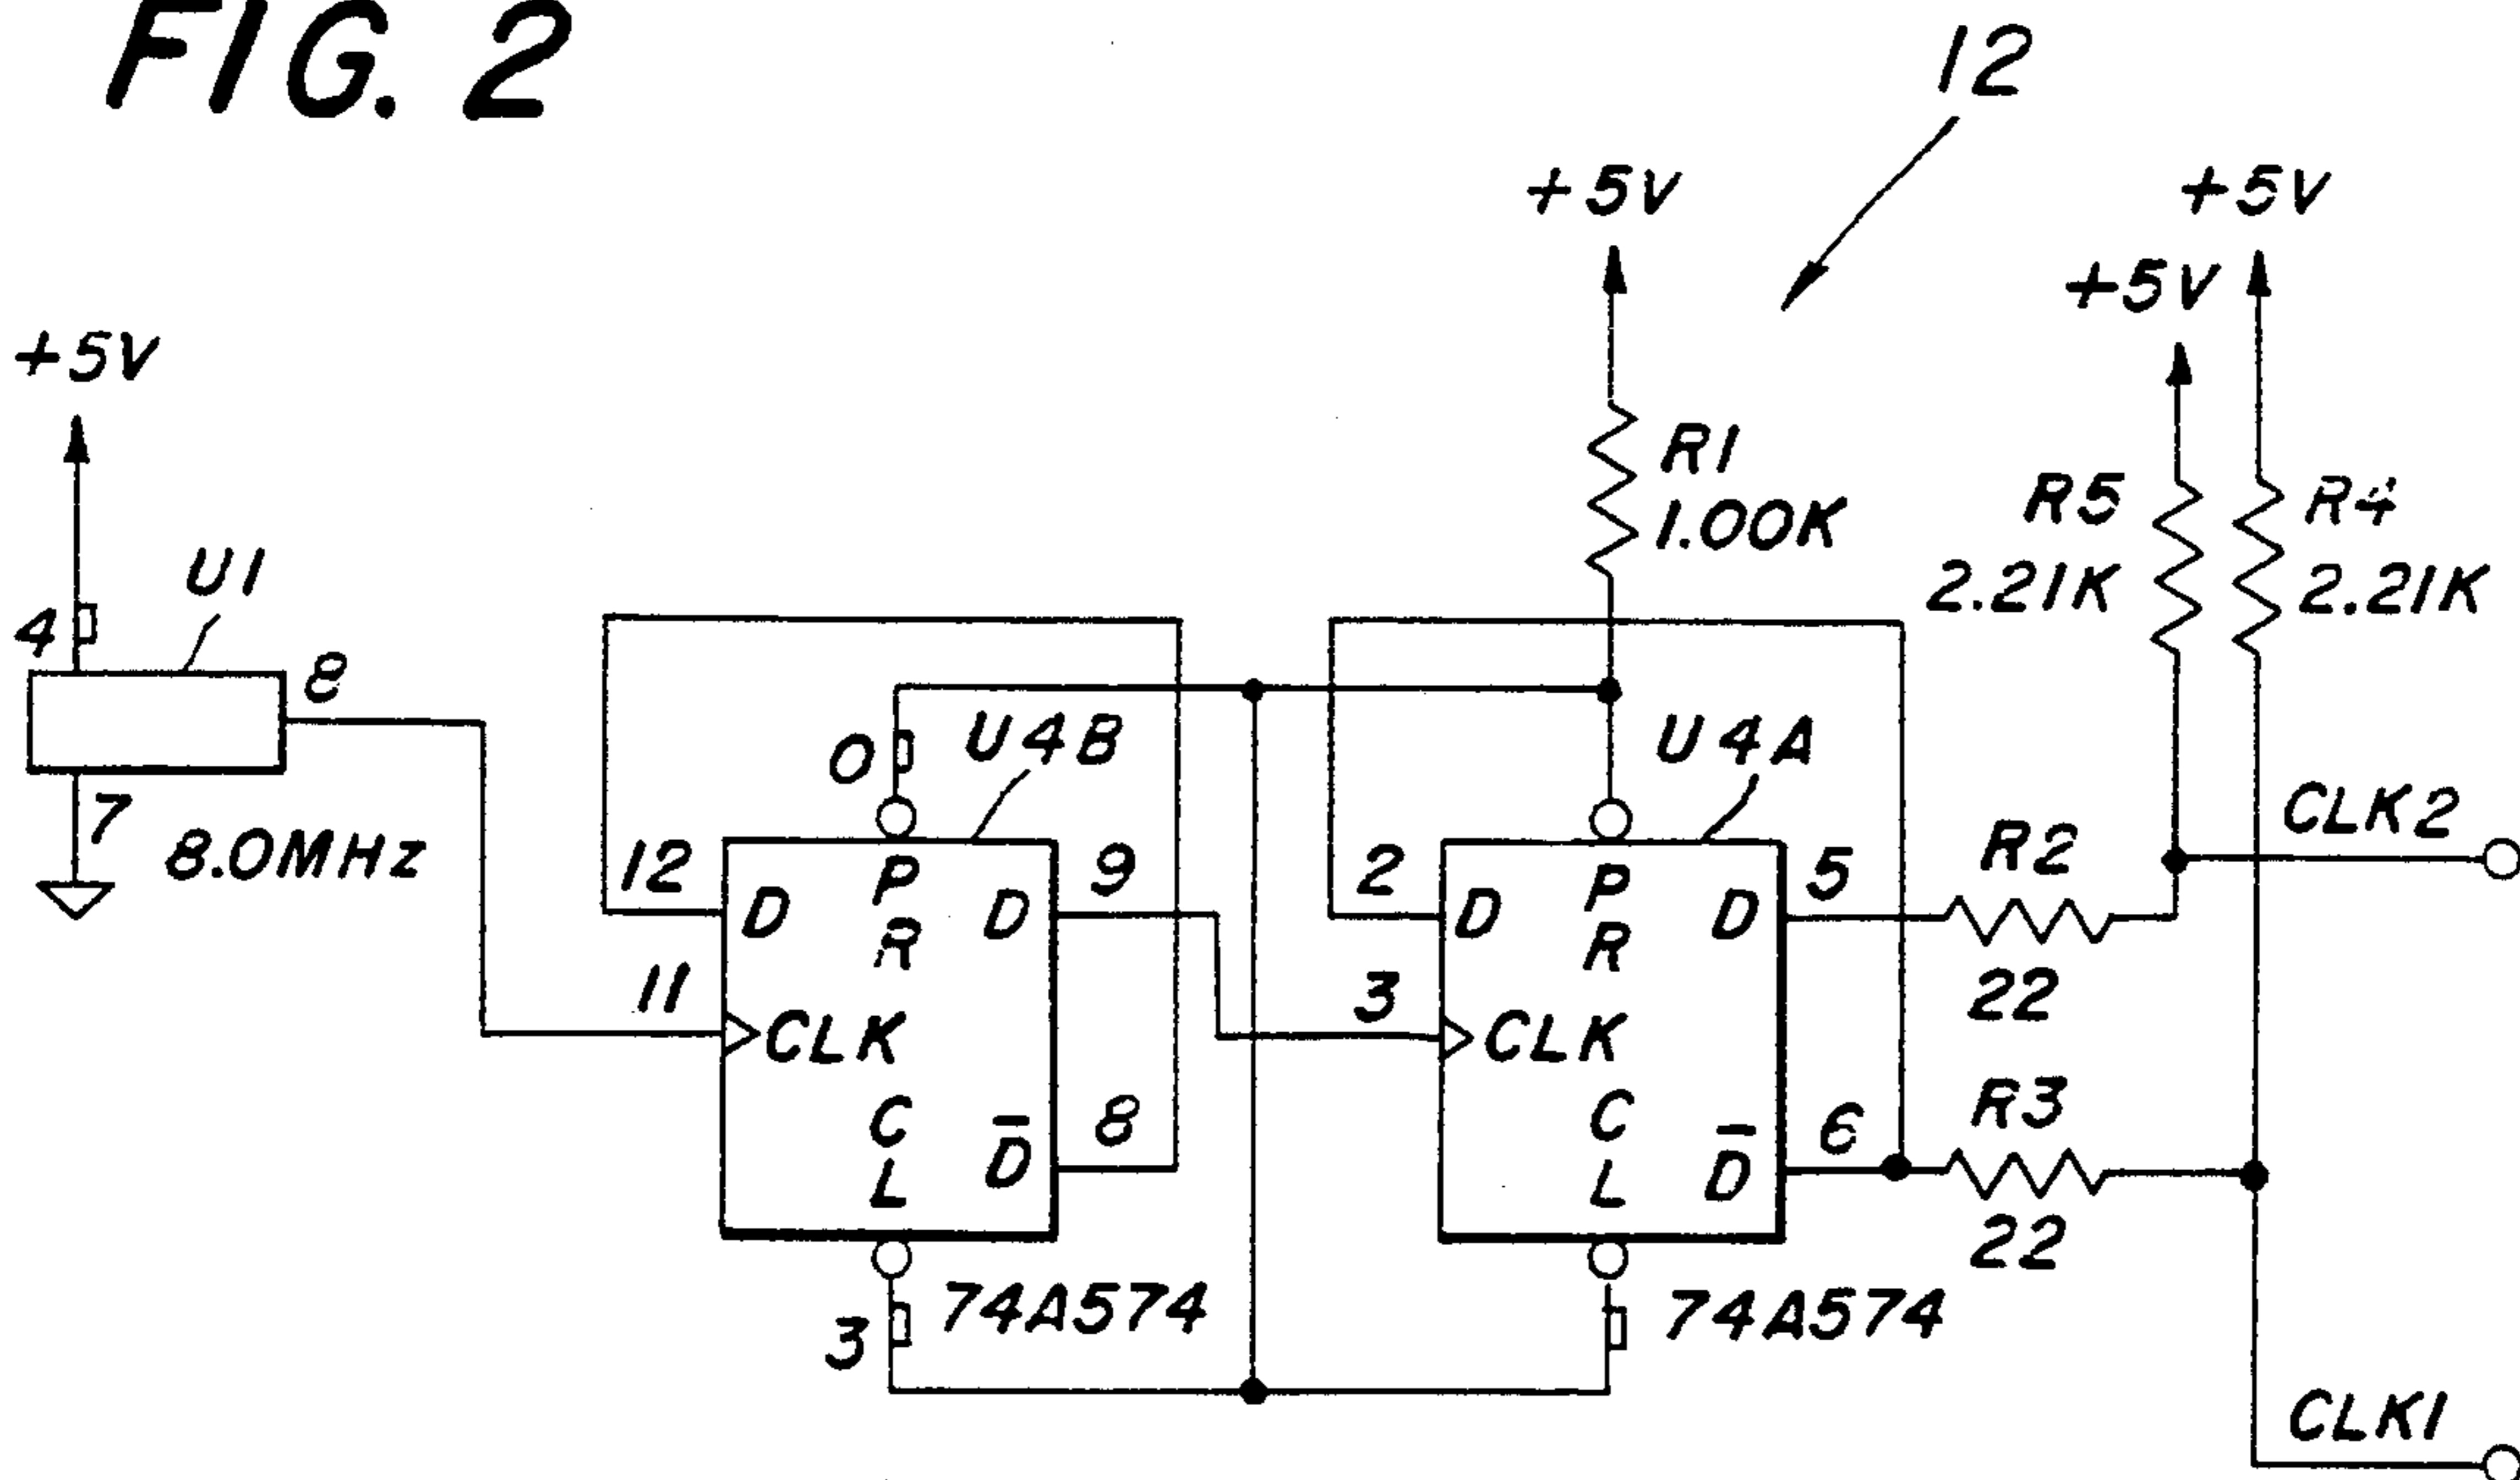 FIG. 2
12
+5V
+5V
+5V
+5V
R1
1.00K
R5
2.21K
R4
2.21K
U1
4
8
7
8.0MHz
0
U4B
U4A
CLK2
12
D
P
R
D
9
11
CLK
C
L
D̅
8
3
74A574
2
D
P
R
D
5
3
CLK
C
L
D̅
6
74A574
R2
22
R3
22
CLK1